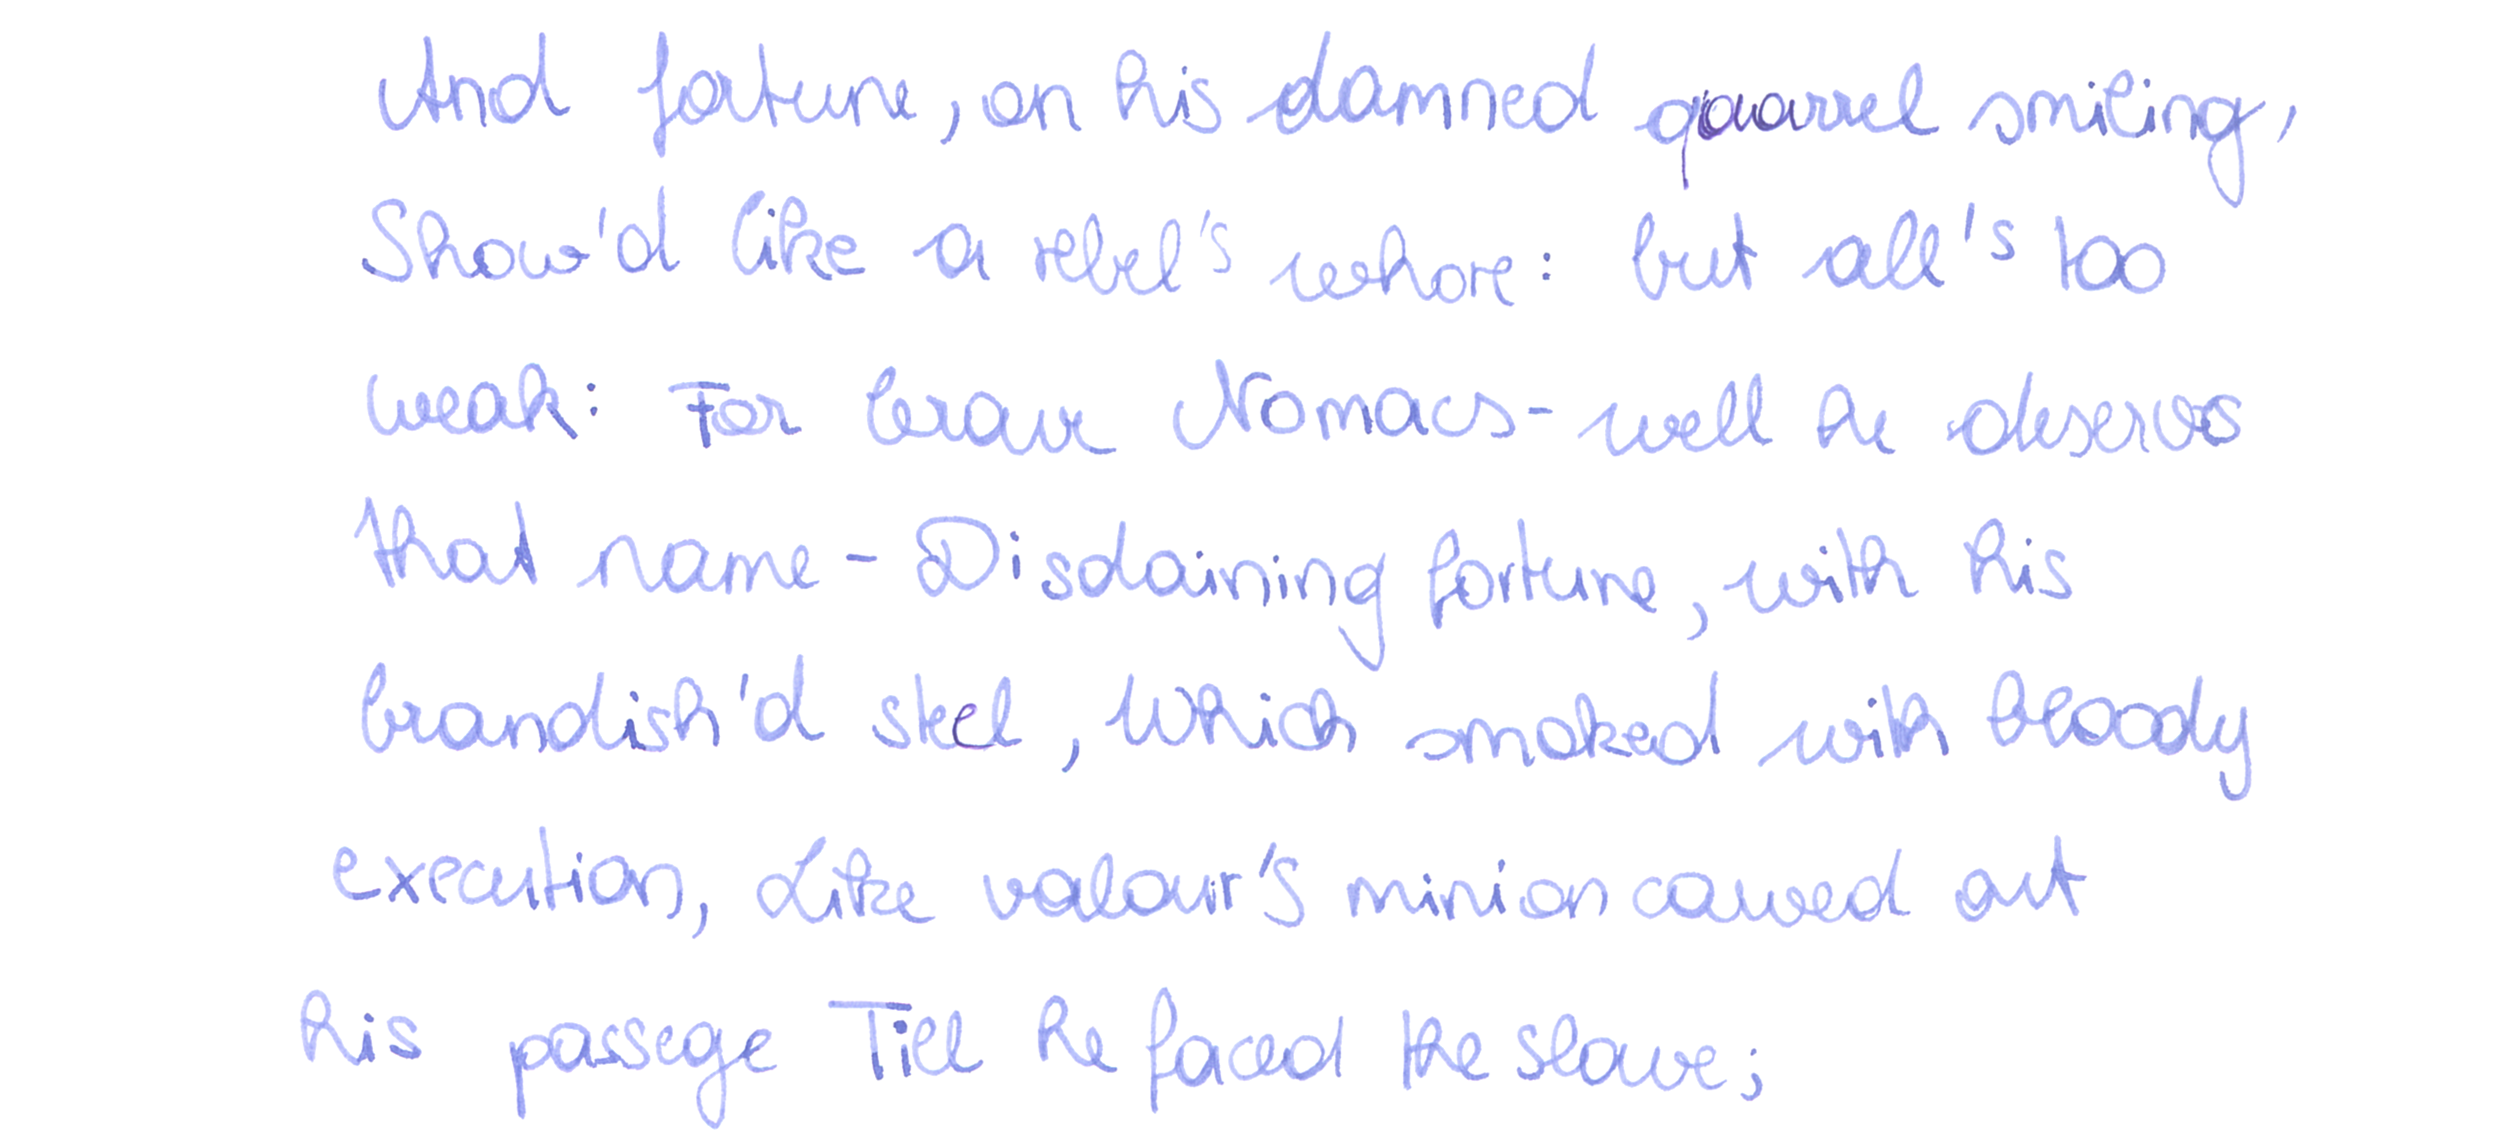 And fortune, on his damned quarrel smiling,
Show'd like a rebel's whore: but all's too
weak: For brave Nomacs- well he deserves
that name - Disdaining fortune, with his
brandish'd steel, which smoked with bloody
execution, Like valour's minion carved out
his passege Till he faced the slave;